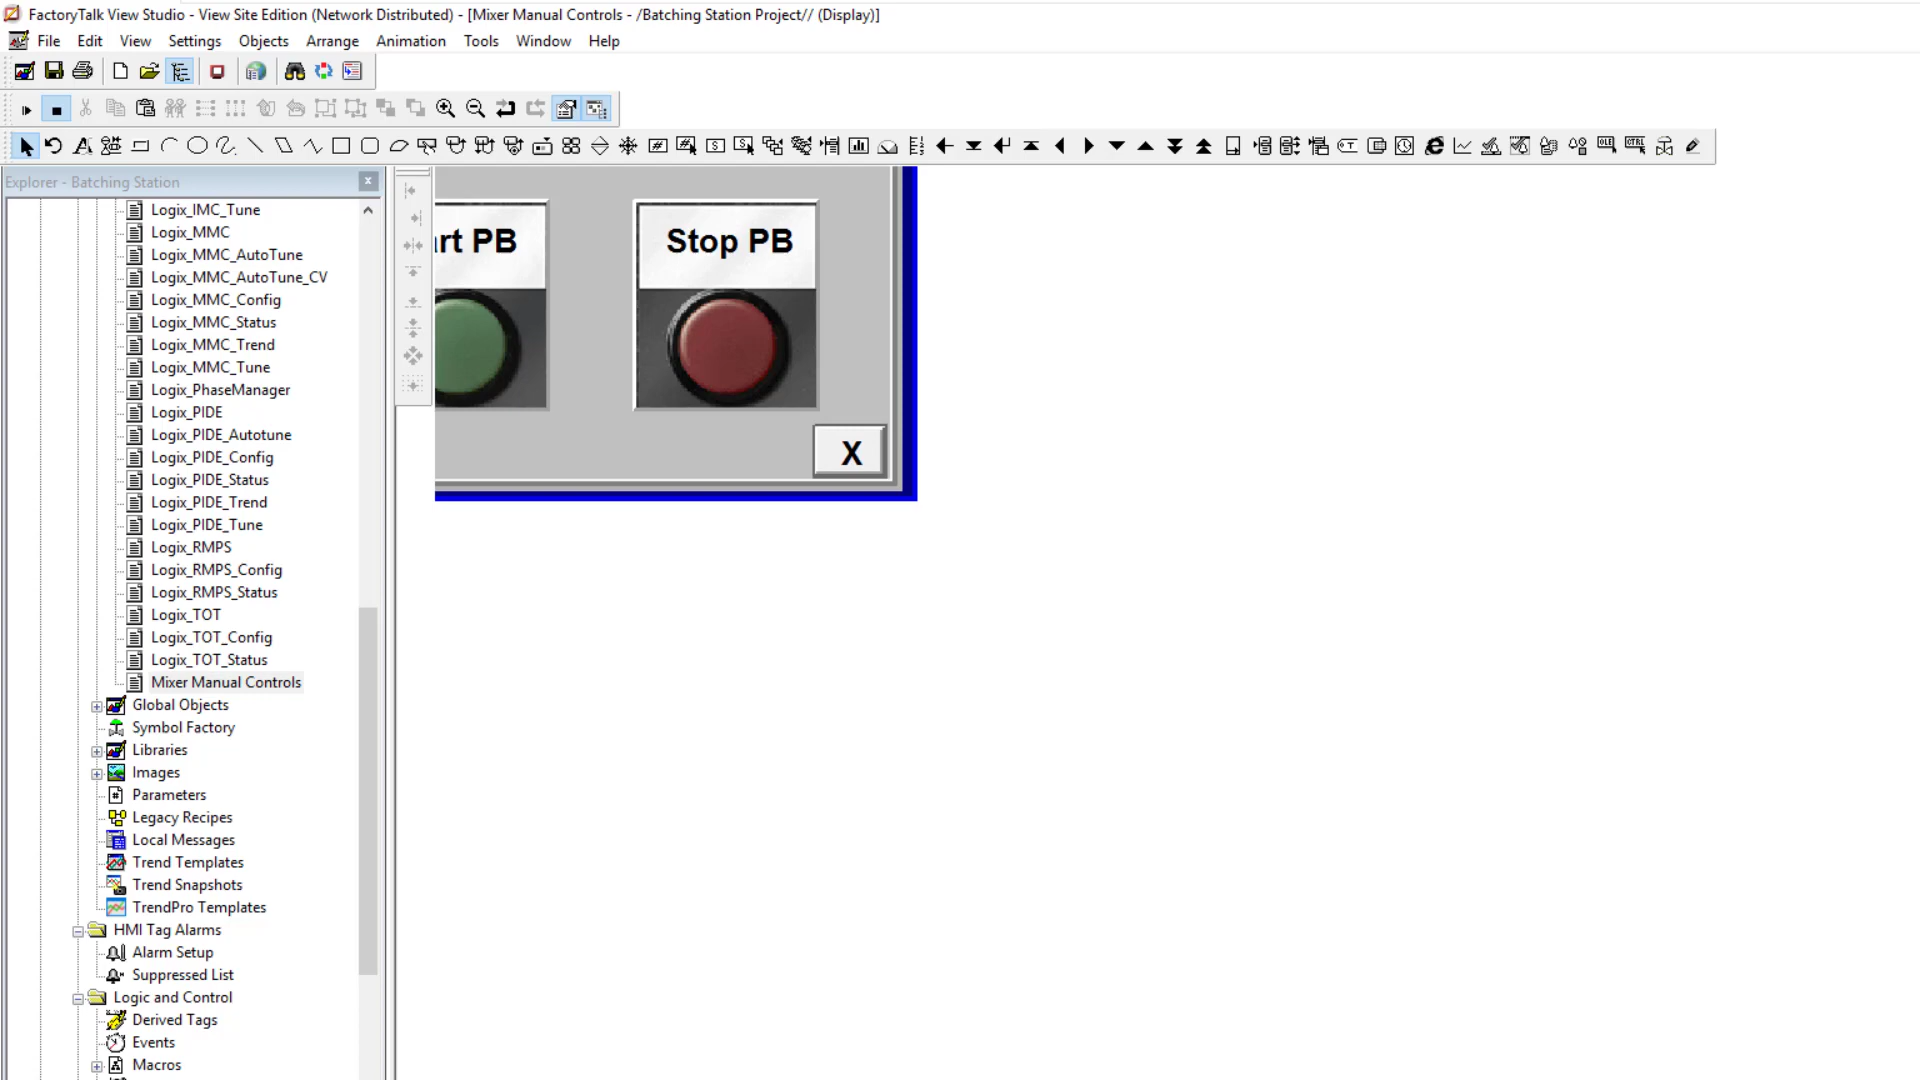 FactoryTalk View Studio - View Site Edition (Network Distributed) - [Mixer Manual Controls - /Batching Station Project// (Display)]
File Edit View Settings Objects Arrange Animation Tools Window Help
Explorer - Batching Station
Logix_IMC_Tune
Logix_MMC
Logix_MMC_AutoTune
Logix_MMC_AutoTune_CV
Logix_MMC_Config
Logix_MMC_Status
Logix_MMC_Trend
Logix_MMC_Tune
Logix_PhaseManager
Logix_PIDE
Logix_PIDE_Autotune
Logix_PIDE_Config
Logix_PIDE_Status
Logix_PIDE_Trend
Logix_PIDE_Tune
Logix_RMPS
Logix_RMPS_Config
Logix_RMPS_Status
Logix_TOT
Logix_TOT_Config
Logix_TOT_Status
Mixer Manual Controls
Global Objects
Symbol Factory
Libraries
Images
Parameters
Legacy Recipes
Local Messages
Trend Templates
Trend Snapshots
TrendPro Templates
HMI Tag Alarms
Alarm Setup
Suppressed List
Logic and Control
Derived Tags
Events
Macros
art PB
Stop PB
X